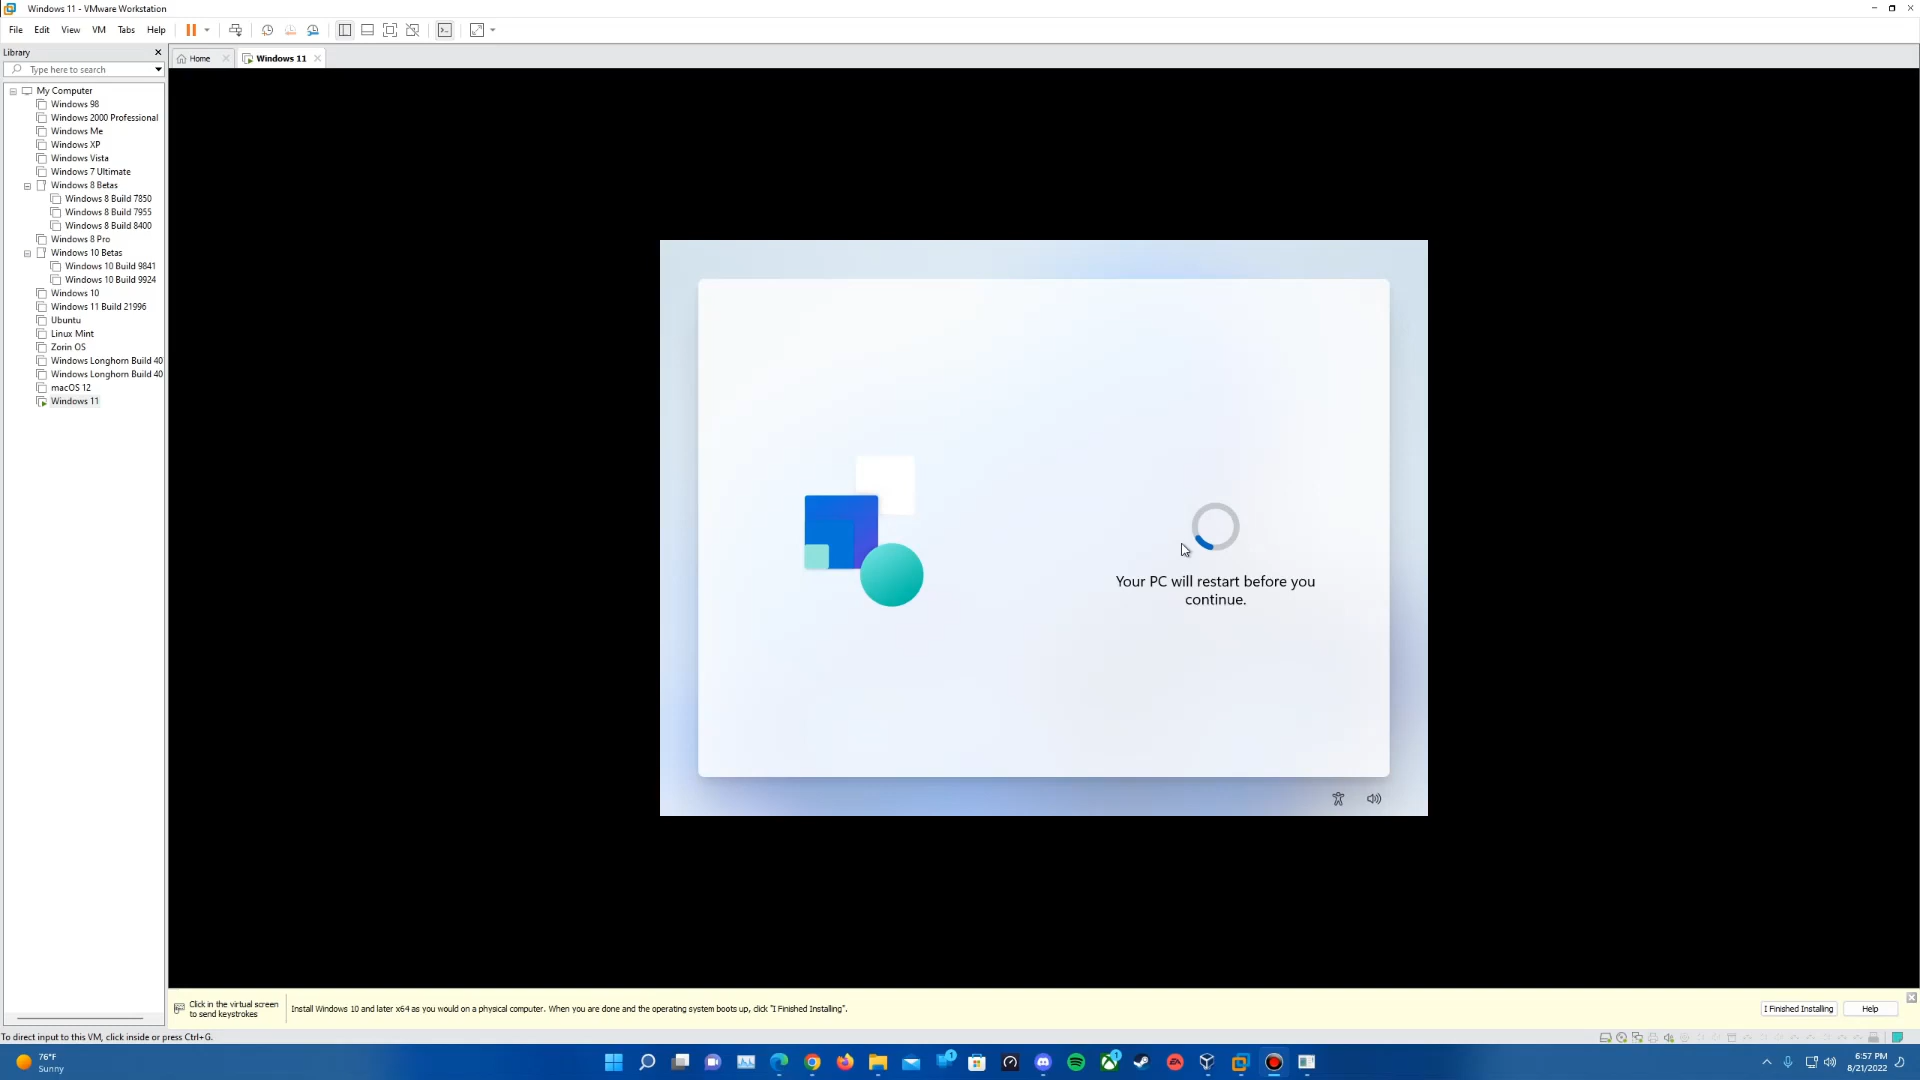 Windows 11 - VMware Workstation
File Edit View VM Tabs Help
Library
Type here to search
Home
Windows 11
My Computer
Windows 98
Windows 2000 Professional
Windows Me
Windows XP
Windows Vista
Windows 7 Ultimate
Windows 8 Betas
Windows 8 Build 7850
Windows 8 Build 7955
Windows 8 Build 8400
Windows 8 Pro
Windows 10 Betas
Windows 10 Build 9841
Windows 10 Build 9924
Windows 10
Windows 11 Build 21996
Ubuntu
Linux Mint
Zorin OS
Windows Longhorn Build 40
Windows Longhorn Build 40
macOS 12
Windows 11
Your PC will restart before you
continue.
Click in the virtual screen
to send keystrokes
Install Windows 10 and later x64 as you would on a physical computer. When you are done and the operating system boots up, click "I Finished Installing".
I Finished Installing
Help
To direct input to this VM, click inside or press Ctrl+G.
76°F
Sunny
1
1
6:57 PM
8/21/2022